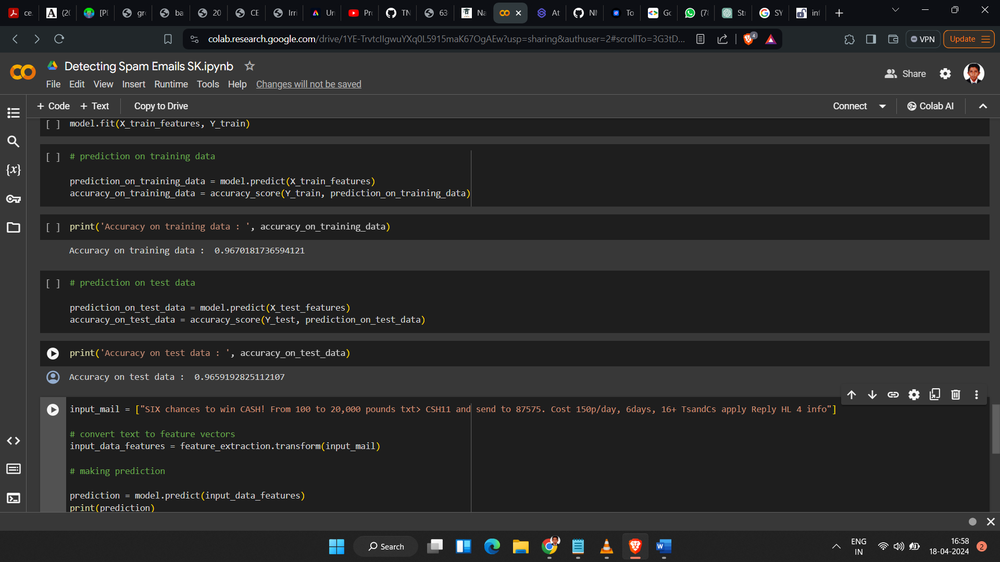 ce.
(20
[PI
gr
ba
20
CE
Irri
Un
Pr
TN
63
Na
At
NI
To
Gc
(78
St
SY
inf
colab.research.google.com/drive/1YE-TrvtcIIgwuYXq0L5915maK67OgAEw?usp=sharing&authuser=2#scrollTo=3G3tD...
4
VPN
Update
Detecting Spam Emails SK.ipynb
File Edit View Insert Runtime Tools Help Changes will not be saved
Share
+ Code + Text Copy to Drive
Connect
Colab AI
[ ] model.fit(X_train_features, Y_train)
[ ] # prediction on training data
prediction_on_training_data = model.predict(X_train_features)
accuracy_on_training_data = accuracy_score(Y_train, prediction_on_training_data)
[ ] print('Accuracy on training data : ', accuracy_on_training_data)
Accuracy on training data :  0.9670181736594121
[ ] # prediction on test data
prediction_on_test_data = model.predict(X_test_features)
accuracy_on_test_data = accuracy_score(Y_test, prediction_on_test_data)
print('Accuracy on test data : ', accuracy_on_test_data)
Accuracy on test data :  0.9659192825112107
input_mail = ["SIX chances to win CASH! From 100 to 20,000 pounds txt> CSH11 and send to 87575. Cost 150p/day, 6days, 16+ TsandCs apply Reply HL 4 info"]
# convert text to feature vectors
input_data_features = feature_extraction.transform(input_mail)
# making prediction
prediction = model.predict(input_data_features)
print(prediction)
{x}
Search
ENG
IN
16:58
18-04-2024
2